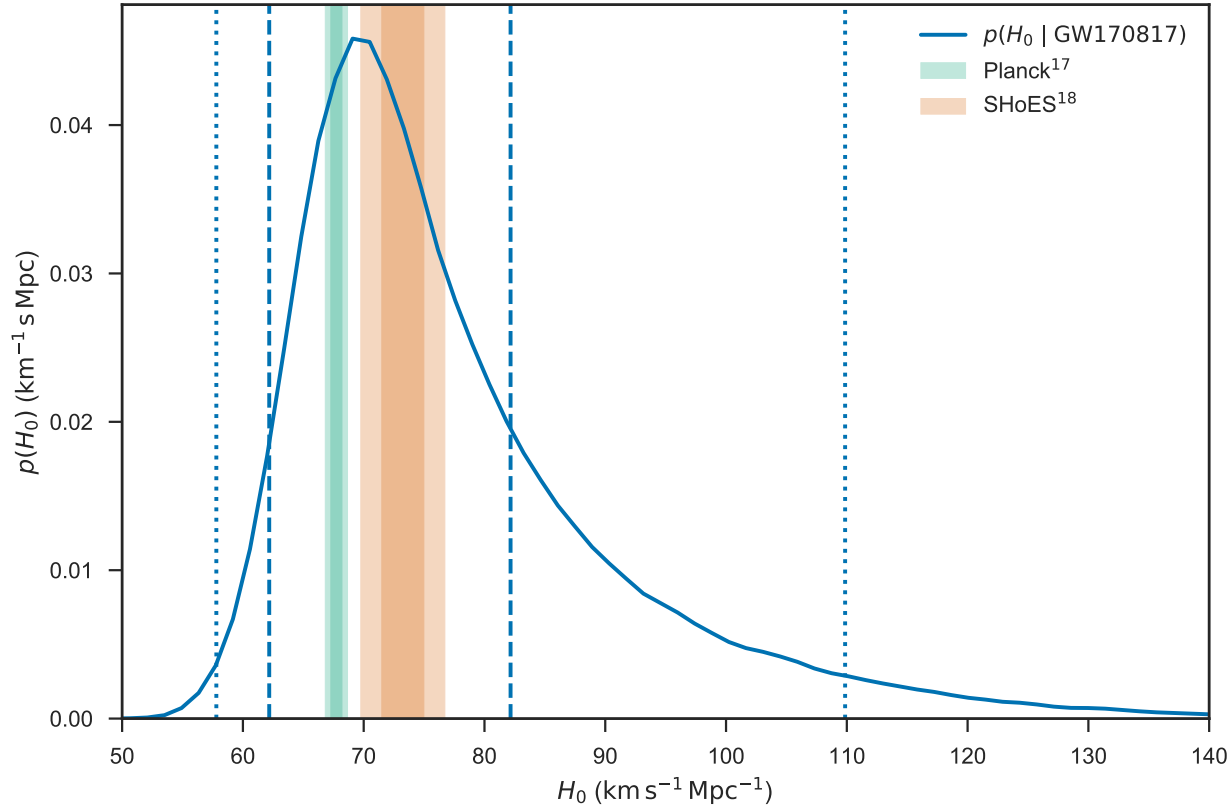 p(H₀ | GW170817)
Planck¹⁷
SHoES¹⁸
p(H₀) (km⁻¹ s Mpc)
0.04
0.03
0.02
0.01
0.00
50 60 70 80 90 100 110 120 130 140
H₀ (km s⁻¹ Mpc⁻¹)